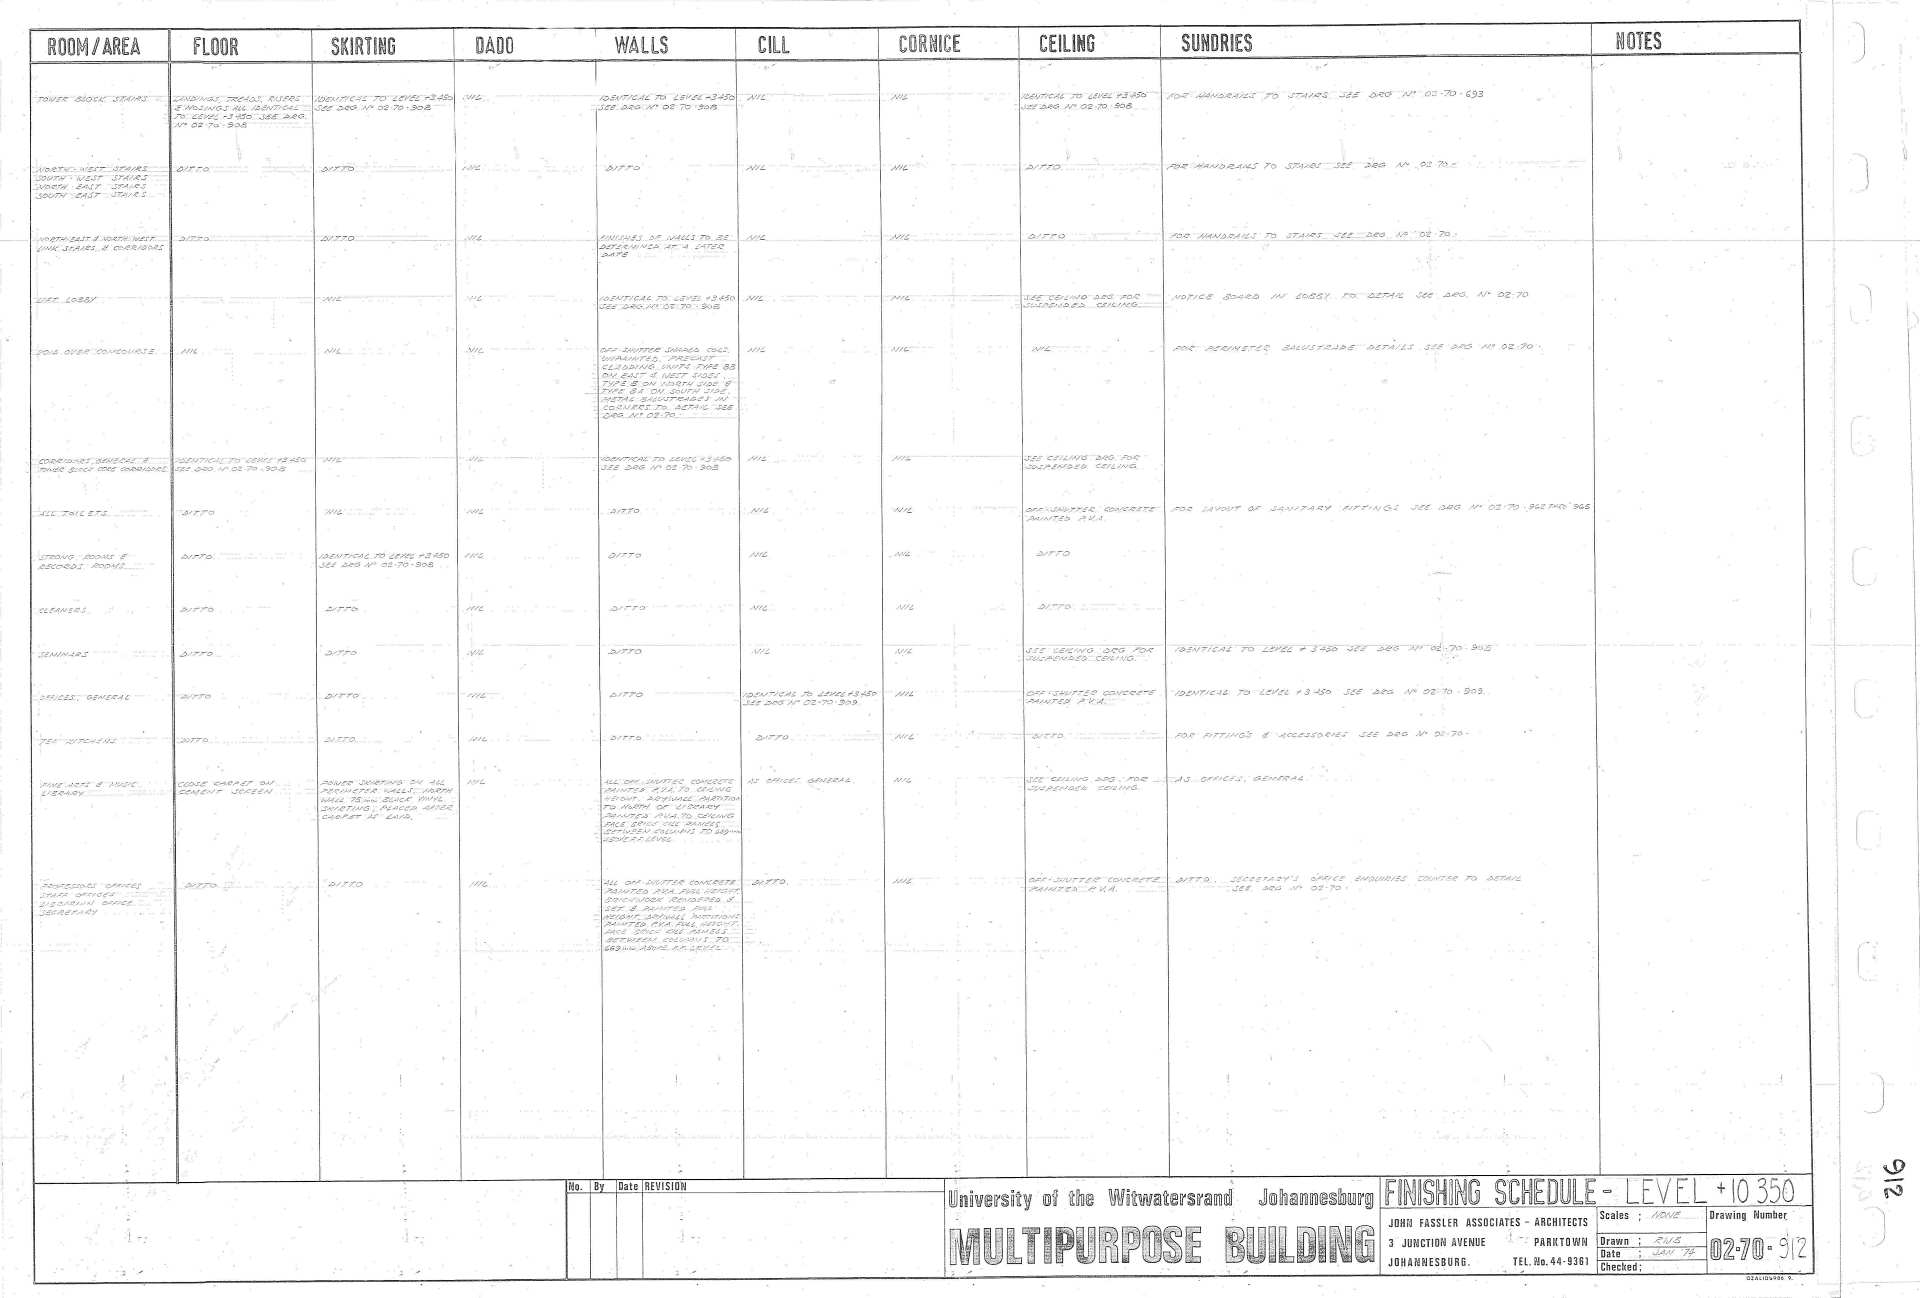 ROOM/AREA FLOOR SKIRTING DADO WALLS CILL CORNICE CEILING SUNDRIES NOTES
TOWER BLOCK STAIRS
LANDINGS, TREADS, RISERS
& NOSINGS ALL IDENTICAL
TO LEVEL +3 450 SEE DRG.
Nº 02·70·908
IDENTICAL TO LEVEL +3 450
SEE DRG Nº 02·70·908
NIL
IDENTICAL TO LEVEL +3 450
SEE DRG Nº 02·70·908
NIL
NIL
IDENTICAL TO LEVEL +3 450
SEE DRG Nº 02·70·908
FOR HANDRAILS TO STAIRS SEE DRG Nº 02·70·693
NORTH-WEST STAIRS
SOUTH-WEST STAIRS
NORTH EAST STAIRS
SOUTH EAST STAIRS
DITTO
DITTO
NIL
DITTO
NIL
NIL
DITTO
FOR HANDRAILS TO STAIRS SEE DRG Nº 02·70·
NORTH-EAST & NORTH WEST
LINK STAIRS, & CORRIDORS
DITTO
DITTO
NIL
FINISHES OF WALLS TO BE
DETERMINED AT A LATER
DATE
NIL
NIL
DITTO
FOR HANDRAILS TO STAIRS SEE DRG Nº 02·70·
LIFT LOBBY
NIL
NIL
IDENTICAL TO LEVEL +3 450
SEE DRG Nº 02·70·908
NIL
NIL
SEE CEILING DRG FOR
SUSPENDED CEILING
NOTICE BOARD IN LOBBY TO DETAIL SEE DRG. Nº 02·70
VOID OVER CONCOURSE
NIL
NIL
NIL
OFF SHUTTER SHAPED COLS,
UNPAINTED, PRECAST
CLADDING UNITS TYPE 8B
ON EAST & WEST SIDES
TYPE 8 ON NORTH SIDE &
TYPE 8A ON SOUTH SIDE.
METAL BALUSTRADES IN
CORNERS TO DETAIL SEE
DRG Nº 02·70·
NIL
NIL
NIL
FOR PERIMETER BALUSTRADE DETAILS SEE DRG Nº 02·70·
CORRIDORS, GENERAL &
TOWER BLOCK CORE CORRIDORS
IDENTICAL TO LEVEL +3 450
SEE DRG Nº 02·70·908
NIL
NIL
IDENTICAL TO LEVEL +3 450
SEE DRG Nº 02·70·908
NIL
NIL
SEE CEILING DRG FOR
SUSPENDED CEILING
ALL TOILETS
DITTO
NIL
NIL
DITTO
NIL
NIL
OFF-SHUTTER CONCRETE
PAINTED P.V.A.
FOR LAYOUT OF SANITARY FITTINGS SEE DRG Nº 02·70·962 THRO' 965
STRONG ROOMS &
RECORDS ROOMS
DITTO
IDENTICAL TO LEVEL +3 450
SEE DRG Nº 02·70·908
NIL
DITTO
NIL
NIL
DITTO
CLEANERS
DITTO
DITTO
NIL
DITTO
NIL
NIL
DITTO
SEMINARS
DITTO
DITTO
NIL
DITTO
NIL
NIL
SEE CEILING DRG FOR
SUSPENDED CEILING.
IDENTICAL TO LEVEL +3 450 SEE DRG Nº 02·70·908
OFFICES, GENERAL
DITTO
DITTO
NIL
DITTO
IDENTICAL TO LEVEL +3 450
SEE DRG Nº 02·70·909
NIL
OFF-SHUTTER CONCRETE
PAINTED P.V.A.
IDENTICAL TO LEVEL +3 450 SEE DRG Nº 02·70·909
TEA KITCHENS
DITTO
DITTO
NIL
DITTO
DITTO
NIL
DITTO
FOR FITTING'S & ACCESSORIES SEE DRG Nº 02·70·
FINE ARTS & MUSIC
LIBRARY
CLOSE CARPET ON
CEMENT SCREED
POWER SKIRTING ON ALL
PERIMETER WALLS, NORTH
WALL 75mm BLACK VINYL
SKIRTING, PLACED AFTER
CARPET IS LAID.
NIL
ALL OFF-SHUTTER CONCRETE
PAINTED P.V.A. TO CEILING
HEIGHT. DRYWALL PARTITION
TO NORTH OF LIBRARY
PAINTED P.V.A. TO CEILING
FACE BRICK CILL PANELS
BETWEEN COLUMNS TO 669mm
ABOVE F.F. LEVEL
AS OFFICES GENERAL
NIL
SEE CEILING DRG. FOR
SUSPENDED CEILING
AS OFFICES, GENERAL
PROFESSORS OFFICES
STAFF OFFICES
LIBRARIAN OFFICE
SECRETARY
DITTO
DITTO
NIL
ALL OFF SHUTTER CONCRETE
PAINTED P.V.A. FULL HEIGHT
BRICKWORK RENDERED &
SET & PAINTED FULL
HEIGHT, DRYWALL PARTITIONS
PAINTED P.V.A. FULL HEIGHT.
FACE BRICK CILL PANELS
BETWEEN COLUMNS TO
669mm ABOVE F.F. LEVEL
DITTO
NIL
OFF-SHUTTER CONCRETE
PAINTED P.V.A.
DITTO. SECRETARY'S OFFICE ENQUIRIES COUNTER TO DETAIL
SEE DRG Nº 02·70·
No. By Date REVISION
University of the Witwatersrand Johannesburg
MULTIPURPOSE BUILDING
FINISHING SCHEDULE - LEVEL +10 350
JOHN FASSLER ASSOCIATES - ARCHITECTS
3 JUNCTION AVENUE PARKTOWN
JOHANNESBURG. TEL. No. 44-9361
Scales ; NONE
Drawn ;
Date ; JAN '74
Checked;
Drawing Number
02·70·912
912